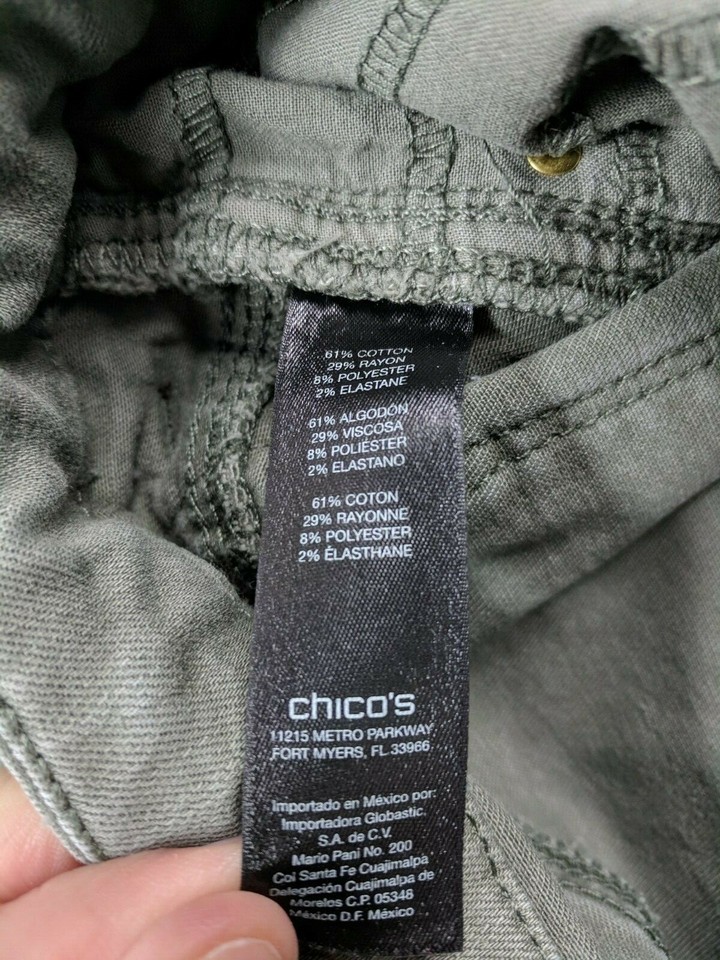 61% COTTON
29% RAYON
8% POLYESTER
2% ELASTANE
61% ALGODÓN
29% VISCOSA
8% POLIÉSTER
2% ELASTANO
61% COTON
29% RAYONNE
8% POLYESTER
2% ÉLASTHANE
chico's
11215 METRO PARKWAY
FORT MYERS, FL 33966
Importado en México por:
Importadora Globastic.
S.A. de C.V.
Mario Pani No. 200
Col Santa Fe Cuajimalpa
Delegación Cuajimalpa de
Morelos C.P. 05348
México D.F. México